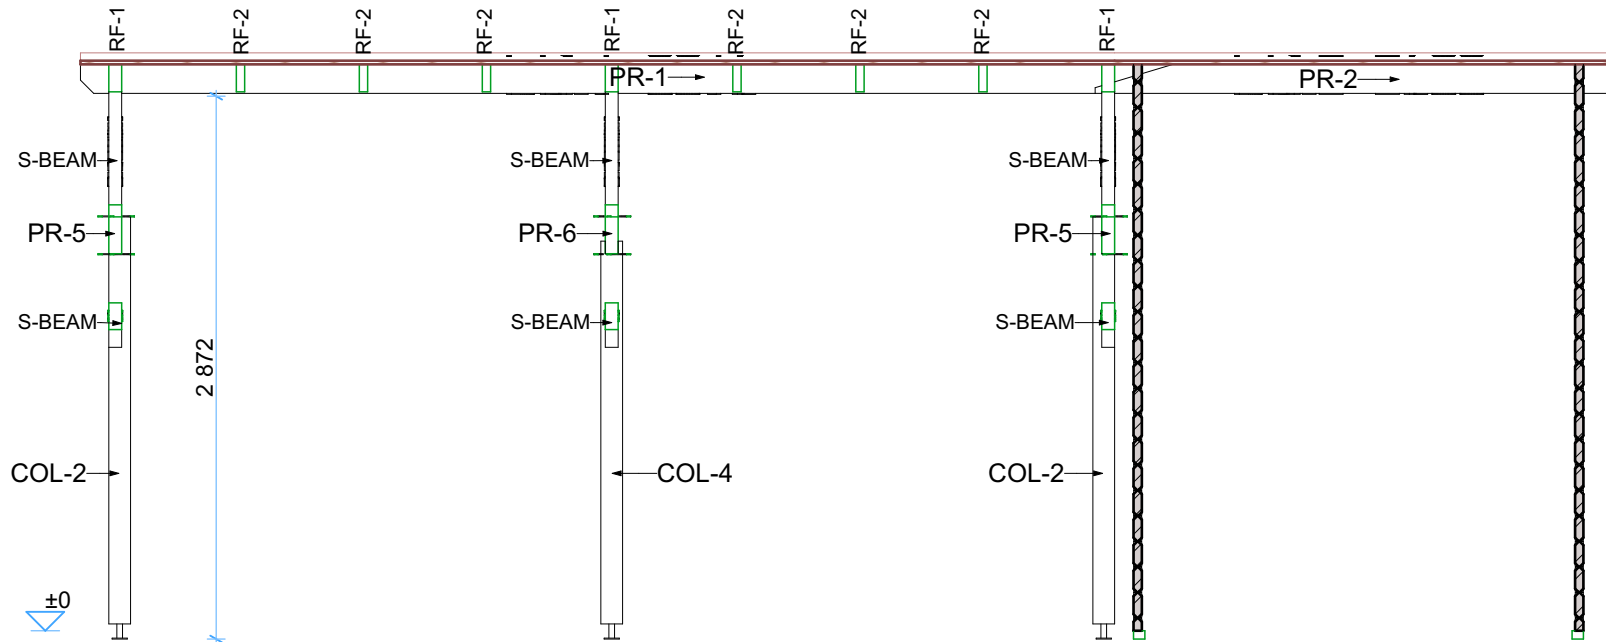 RF-1 RF-2 RF-2 RF-2 RF-1 RF-2 RF-2 RF-2 RF-1
PR-1 PR-2
S-BEAM S-BEAM S-BEAM
PR-5 PR-6 PR-5
S-BEAM S-BEAM S-BEAM
2 872
COL-2 COL-4 COL-2
±0